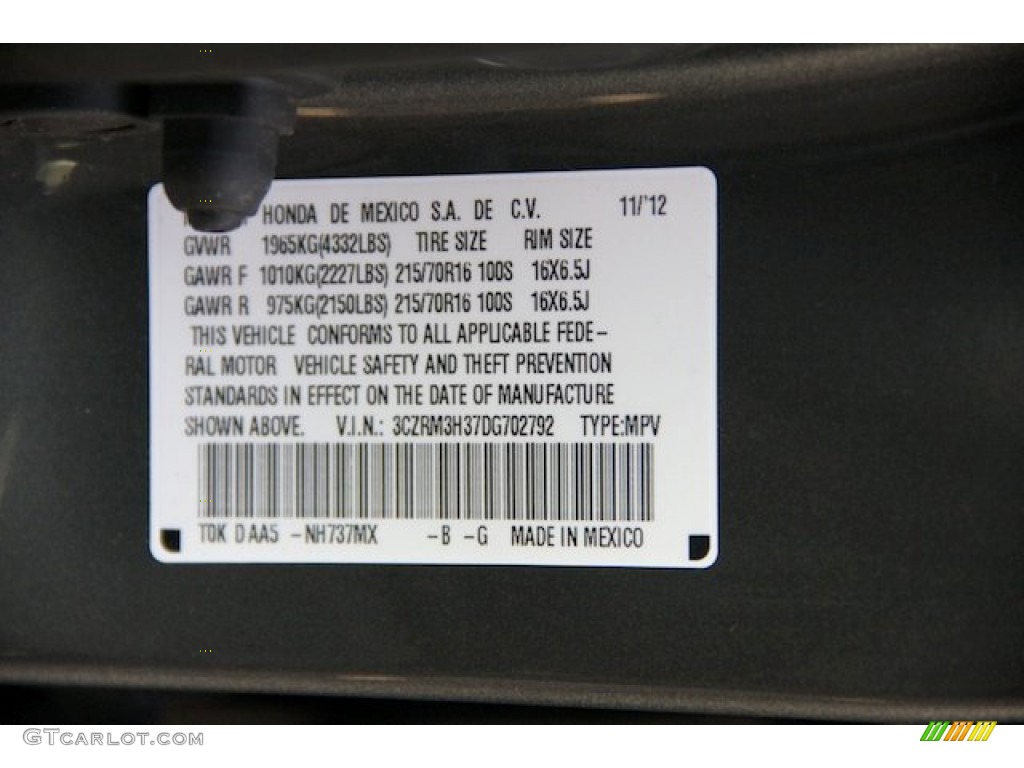 HONDA DE MEXICO S.A. DE C.V. 11/'12
GVWR 1965KG(4332LBS) TIRE SIZE RIM SIZE
GAWR F 1010KG(2227LBS) 215/70R16 100S 16X6.5J
GAWR R 975KG(2150LBS) 215/70R16 100S 16X6.5J
THIS VEHICLE CONFORMS TO ALL APPLICABLE FEDE-
RAL MOTOR VEHICLE SAFETY AND THEFT PREVENTION
STANDARDS IN EFFECT ON THE DATE OF MANUFACTURE
SHOWN ABOVE. V.I.N.: 3CZRM3H37DG702792 TYPE:MPV
T0K D AA5 -NH737MX -B -G MADE IN MEXICO
GTCarlot.com